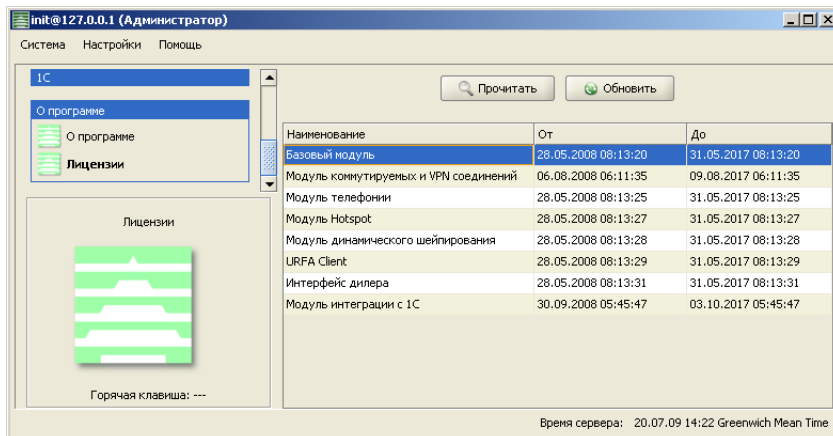 init@127.0.0.1 (Администратор)
Система Настройки Помощь
1С
О программе
О программе
Лицензии
Лицензии
Горячая клавиша: ---
Прочитать Обновить
Наименование От До
Базовый модуль 28.05.2008 08:13:20 31.05.2017 08:13:20
Модуль коммутируемых и VPN соединений 06.08.2008 06:11:35 09.08.2017 06:11:35
Модуль телефонии 28.05.2008 08:13:25 31.05.2017 08:13:25
Модуль Hotspot 28.05.2008 08:13:27 31.05.2017 08:13:27
Модуль динамического шейпирования 28.05.2008 08:13:28 31.05.2017 08:13:28
URFA Client 28.05.2008 08:13:29 31.05.2017 08:13:29
Интерфейс дилера 28.05.2008 08:13:31 31.05.2017 08:13:31
Модуль интеграции с 1С 30.09.2008 05:45:47 03.10.2017 05:45:47
Время сервера: 20.07.09 14:22 Greenwich Mean Time